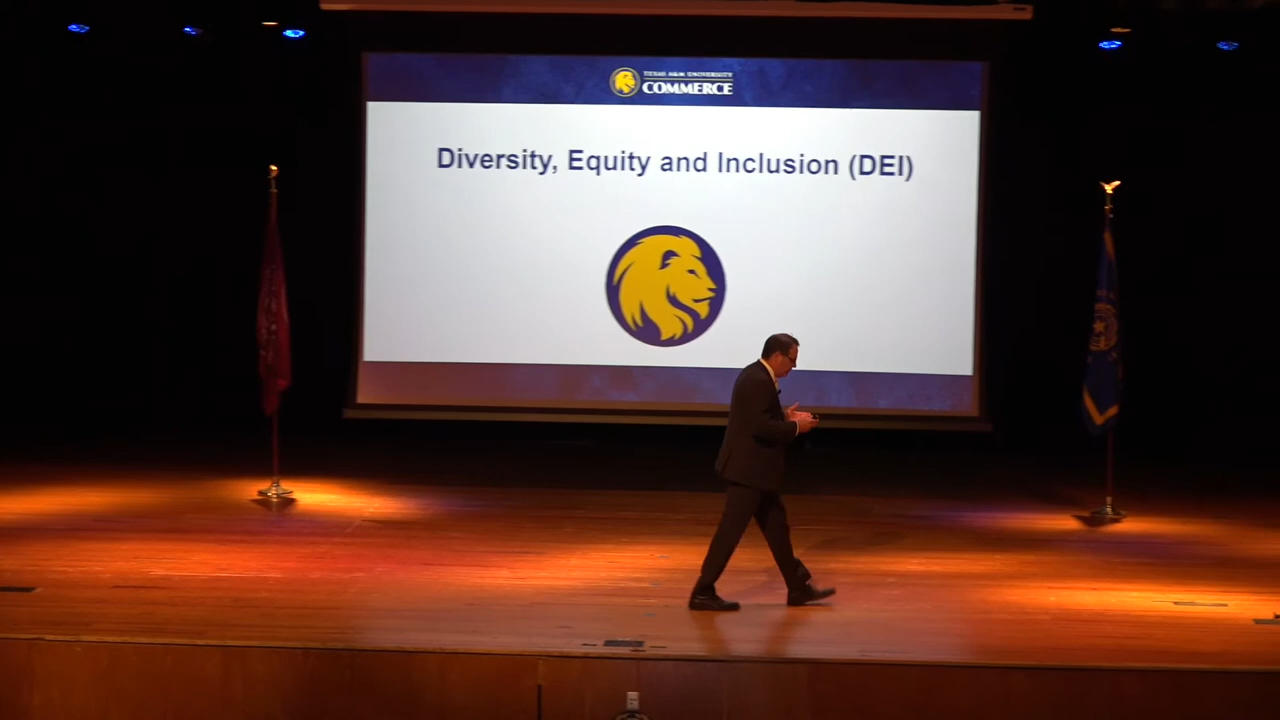 TEXAS A&M UNIVERSITY
COMMERCE
Diversity, Equity and Inclusion (DEI)